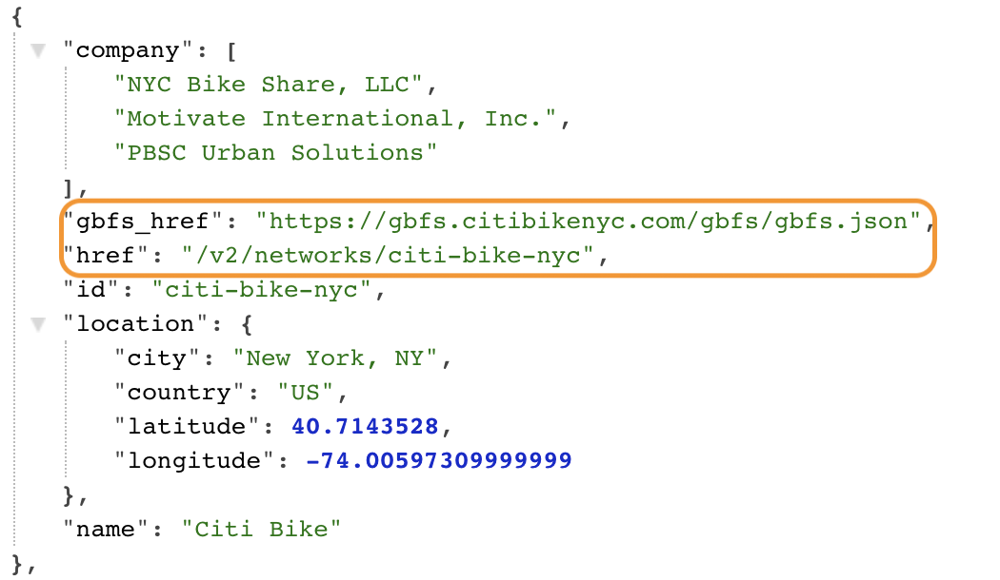 {
"company": [
"NYC Bike Share, LLC",
"Motivate International, Inc.",
"PBSC Urban Solutions"
],
"gbfs_href": "https://gbfs.citibikenyc.com/gbfs/gbfs.json",
"href": "/v2/networks/citi-bike-nyc",
"id": "citi-bike-nyc",
"location": {
"city": "New York, NY",
"country": "US",
"latitude": 40.7143528,
"longitude": -74.00597309999999
},
"name": "Citi Bike"
},